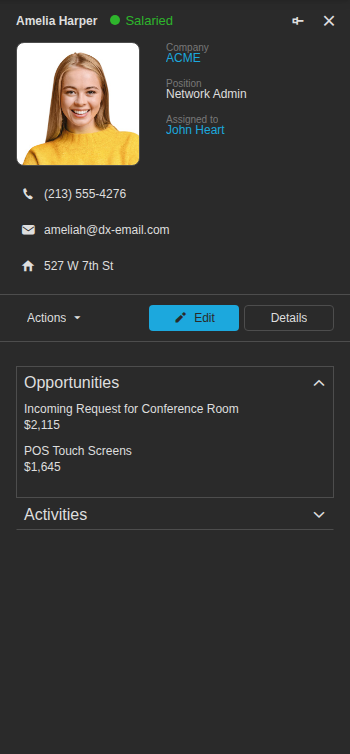 Amelia Harper
Salaried
Company
ACME
Position
Network Admin
Assigned to
John Heart
(213) 555-4276
ameliah@dx-email.com
527 W 7th St
Actions
Edit
Details
Opportunities
Incoming Request for Conference Room
$2,115
POS Touch Screens
$1,645
Activities